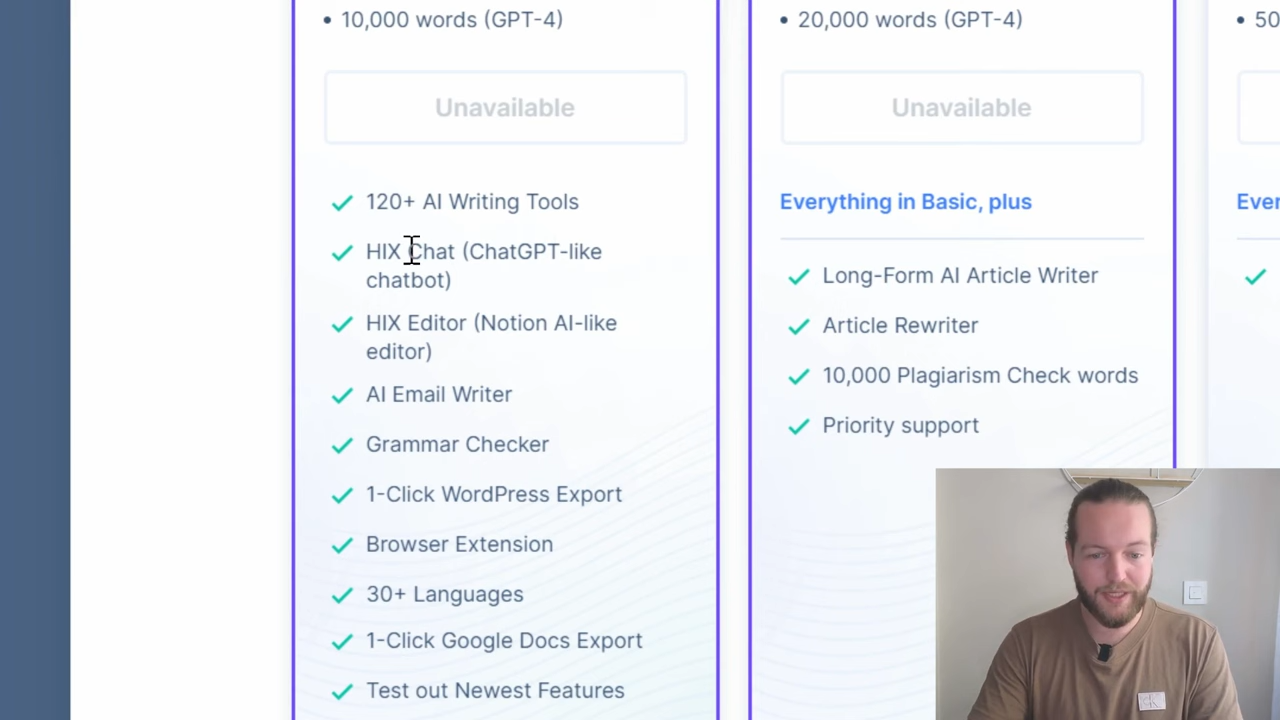 • 10,000 words (GPT-4)
Unavailable
120+ AI Writing Tools
HIX Chat (ChatGPT-like
chatbot)
HIX Editor (Notion AI-like
editor)
AI Email Writer
Grammar Checker
1-Click WordPress Export
Browser Extension
30+ Languages
1-Click Google Docs Export
Test out Newest Features
• 20,000 words (GPT-4)
Unavailable
Everything in Basic, plus
Long-Form AI Article Writer
Article Rewriter
10,000 Plagiarism Check words
Priority support